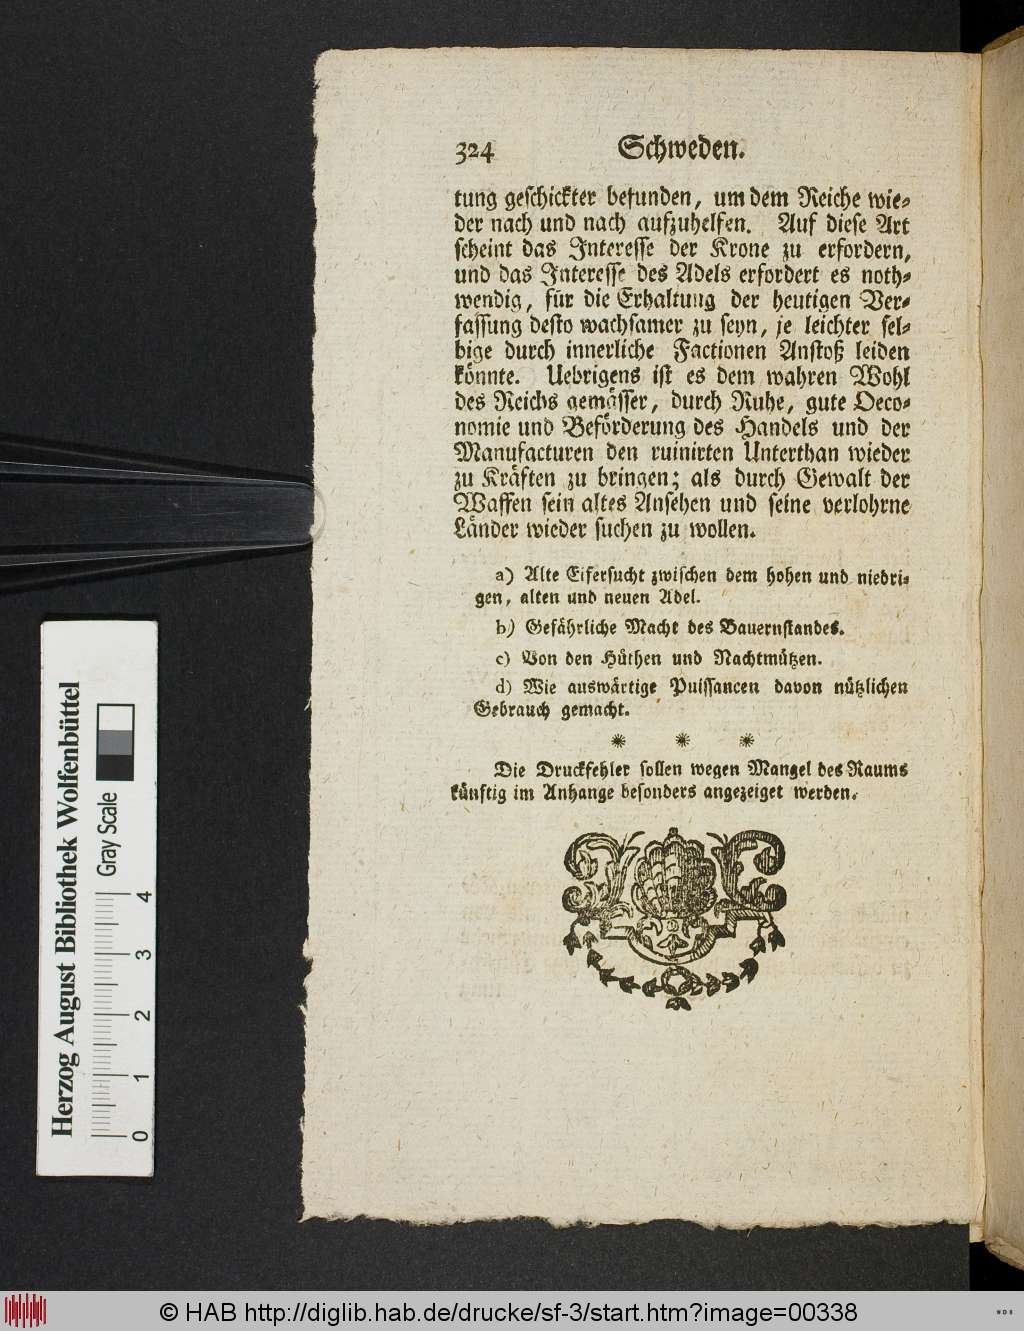 324 Schweden.
tung geschickter befunden, um dem Reiche wie-
der nach und nach aufzuhelfen. Auf diese Art
scheint das Interesse der Krone zu erfordern,
und das Interesse des Adels erfordert es noth-
wendig, für die Erhaltung der heutigen Ver-
fassung desto wachsamer zu seyn, je leichter sel-
bige durch innerliche Factionen Anstoß leiden
könnte. Uebrigens ist es dem wahren Wohl
des Reichs gemässer, durch Ruhe, gute Oeco-
nomie und Beförderung des Handels und der
Manufacturen den ruinirten Unterthan wieder
zu Kräften zu bringen; als durch Gewalt der
Waffen sein altes Ansehen und seine verlohrne
Länder wieder suchen zu wollen.
a) Alte Eifersucht zwischen dem hohen und niedri-
gen, alten und neuen Adel.
b) Gefährliche Macht des Bauernstandes.
c) Von den Hüthen und Nachtmützen.
d) Wie auswärtige Puissancen davon nützlichen
Gebrauch gemacht.
* * *
Die Druckfehler sollen wegen Mangel des Raums
künftig im Anhange besonders angezeiget werden.
Herzog August Bibliothek Wolfenbüttel
Gray Scale
0 1 2 3 4
© HAB http://diglib.hab.de/drucke/sf-3/start.htm?image=00338
WDB